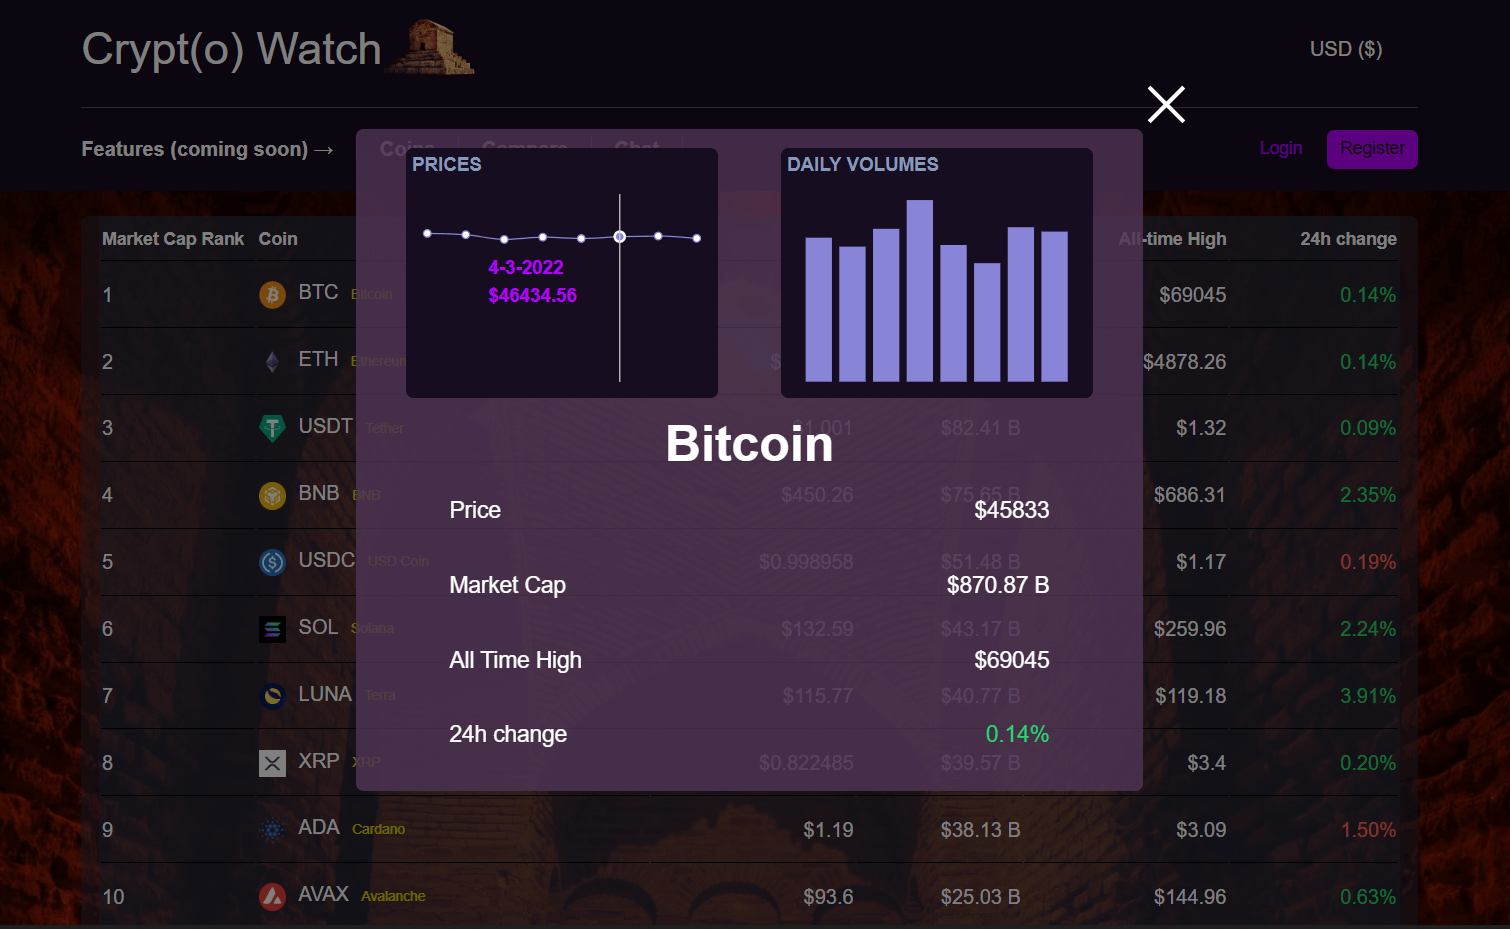 Crypt(o) Watch
USD ($)
Features (coming soon) →
Coins Compare Chat
Login
Register
PRICES
4-3-2022
$46434.56
DAILY VOLUMES
Market Cap Rank Coin All-time High 24h change
1 BTC Bitcoin $69045 0.14%
2 ETH Ethereum $4878.26 0.14%
3 USDT Tether $82.41 B $1.32 0.09%
4 BNB BNB $450.26 $75.65 B $686.31 2.35%
5 USDC USD Coin $0.998958 $51.48 B $1.17 0.19%
6 SOL Solana $132.59 $43.17 B $259.96 2.24%
7 LUNA Terra $115.77 $40.77 B $119.18 3.91%
8 XRP XRP $0.822485 $39.57 B $3.4 0.20%
9 ADA Cardano $1.19 $38.13 B $3.09 1.50%
10 AVAX Avalanche $93.6 $25.03 B $144.96 0.63%
Bitcoin
Price $45833
Market Cap $870.87 B
All Time High $69045
24h change 0.14%